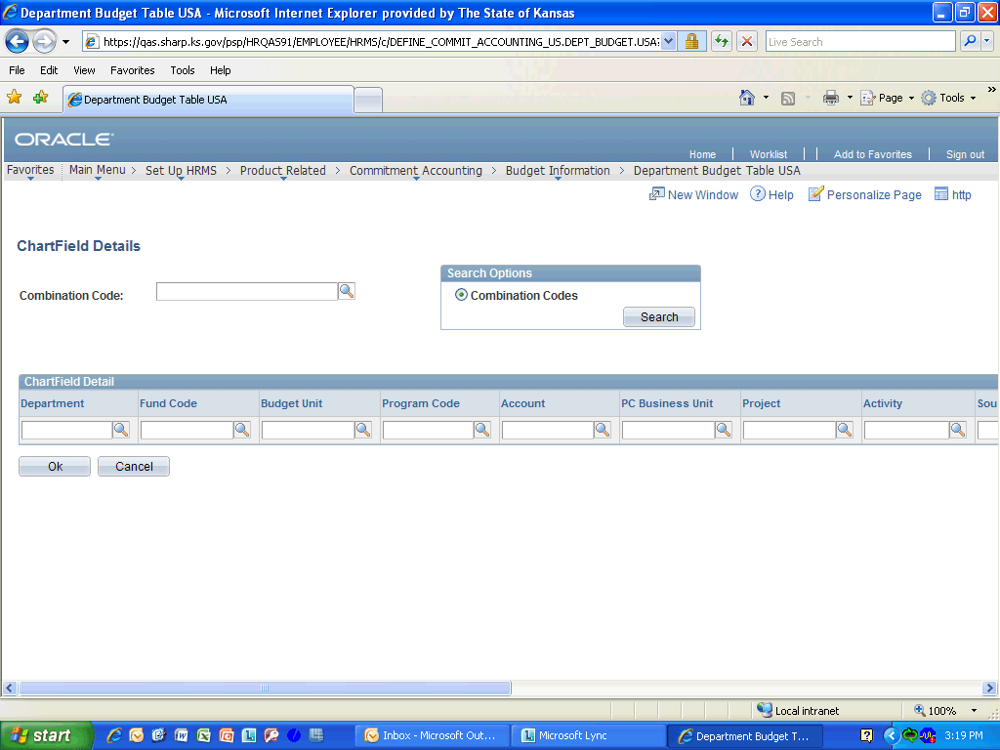 Department Budget Table USA - Microsoft Internet Explorer provided by The State of Kansas
https://qas.sharp.ks.gov/psp/HRQAS91/EMPLOYEE/HRMS/c/DEFINE_COMMIT_ACCOUNTING_US.DEPT_BUDGET.USA? Live Search
File Edit View Favorites Tools Help
Department Budget Table USA Page Tools »
ORACLE®
Home Worklist Add to Favorites Sign out
Favorites Main Menu > Set Up HRMS > Product Related > Commitment Accounting > Budget Information > Department Budget Table USA
New Window ? Help Personalize Page http
ChartField Details
Search Options
Combination Code: Combination Codes
Search
ChartField Detail
Department Fund Code Budget Unit Program Code Account PC Business Unit Project Activity Sou
Ok Cancel
Local intranet 100%
start Inbox - Microsoft Out... Microsoft Lync Department Budget T... ? 3:19 PM